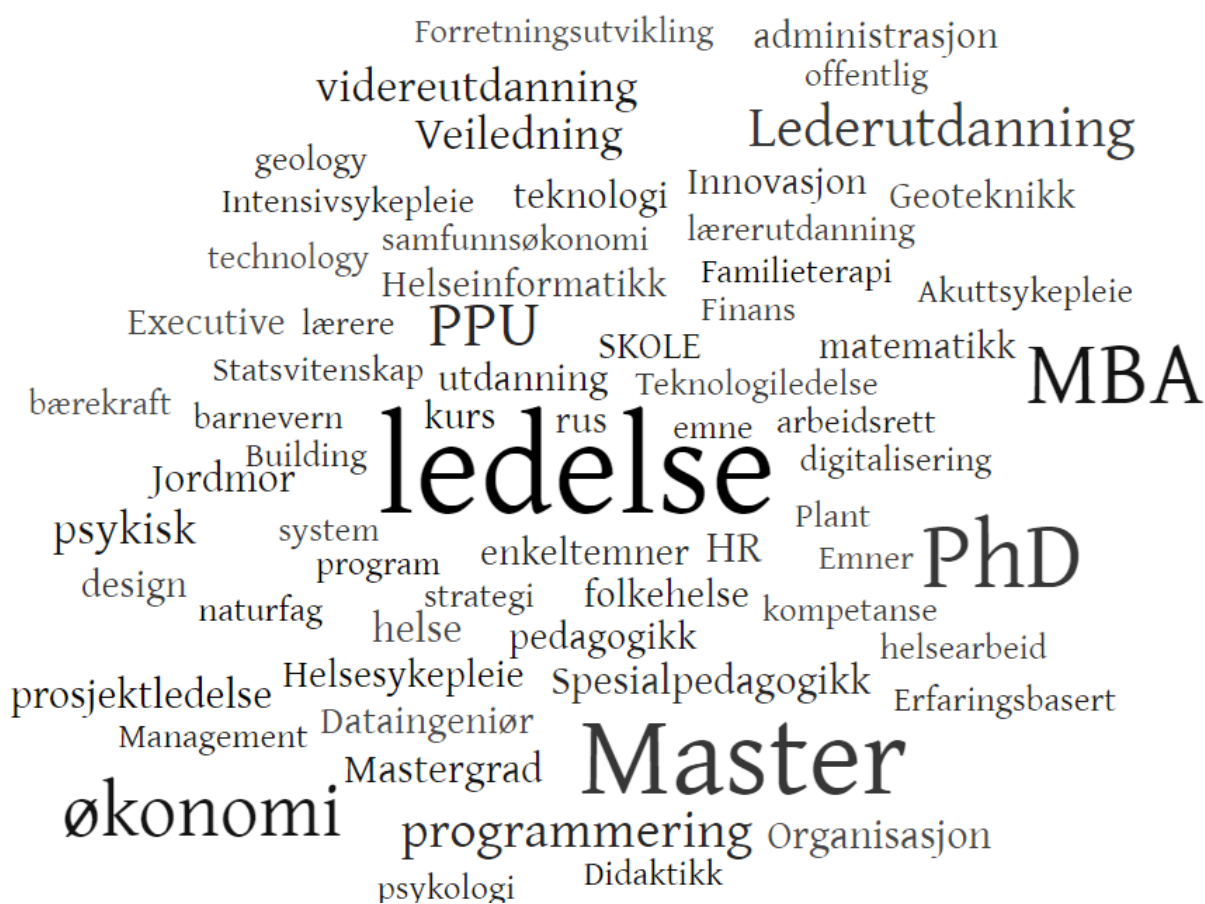 Forretningsutvikling administrasjon
offentlig
videreutdanning
Veiledning Lederutdanning
geology
Intensivsykepleie teknologi Innovasjon Geoteknikk
samfunnsøkonomi lærerutdanning
technology Helseinformatikk Familieterapi Akuttsykepleie
Finans
Executive lærere PPU SKOLE matematikk MBA
Statsvitenskap utdanning Teknologiledelse
bærekraft barnevern kurs rus emne arbeidsrett
Building ledelse digitalisering
Jordmor
psykisk system Plant
program enkeltemner HR Emner PhD
design naturfag strategi folkehelse kompetanse
helse pedagogikk helsearbeid
prosjektledelse Helsesykepleie Spesialpedagogikk Erfaringsbasert
Management Dataingeniør
Mastergrad Master
økonomi programmering Organisasjon
psykologi Didaktikk